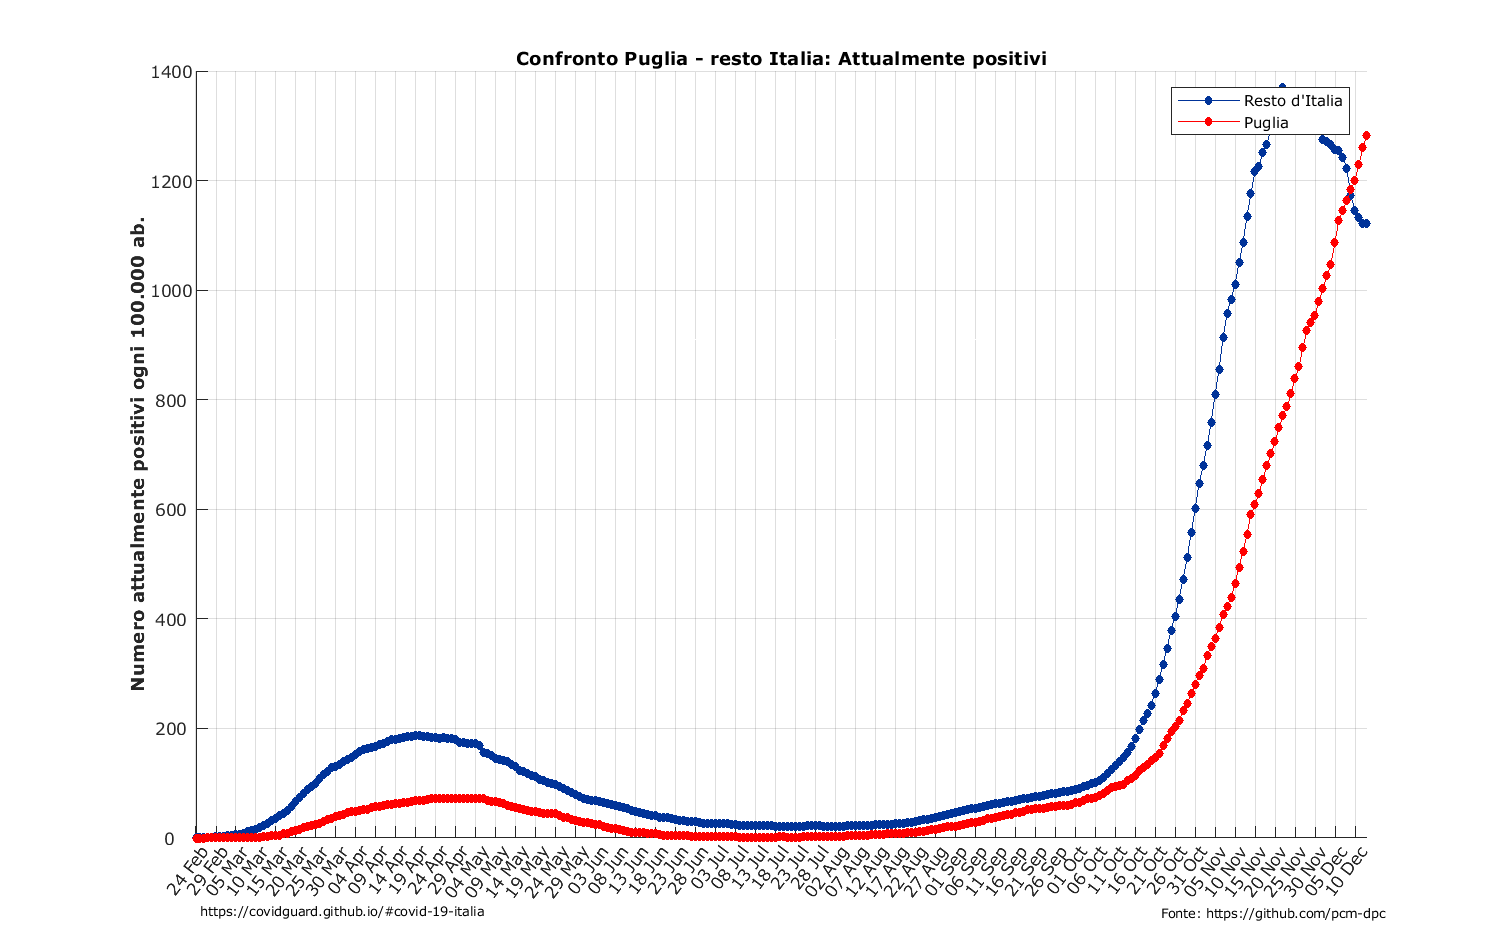 Confronto Puglia - resto Italia: Attualmente positivi
Resto d'Italia
Puglia
Numero attualmente positivi ogni 100.000 ab.
1400
1200
1000
800
600
400
200
0
24 Feb
29 Feb
05 Mar
10 Mar
15 Mar
20 Mar
25 Mar
30 Mar
04 Apr
09 Apr
14 Apr
19 Apr
24 Apr
29 Apr
04 May
09 May
14 May
19 May
24 May
29 May
03 Jun
08 Jun
13 Jun
18 Jun
23 Jun
28 Jun
03 Jul
08 Jul
13 Jul
18 Jul
23 Jul
28 Jul
02 Aug
07 Aug
12 Aug
17 Aug
22 Aug
27 Aug
01 Sep
06 Sep
11 Sep
16 Sep
21 Sep
26 Sep
01 Oct
06 Oct
11 Oct
16 Oct
21 Oct
26 Oct
31 Oct
05 Nov
10 Nov
15 Nov
20 Nov
25 Nov
30 Nov
05 Dec
10 Dec
https://covidguard.github.io/#covid-19-italia
Fonte: https://github.com/pcm-dpc